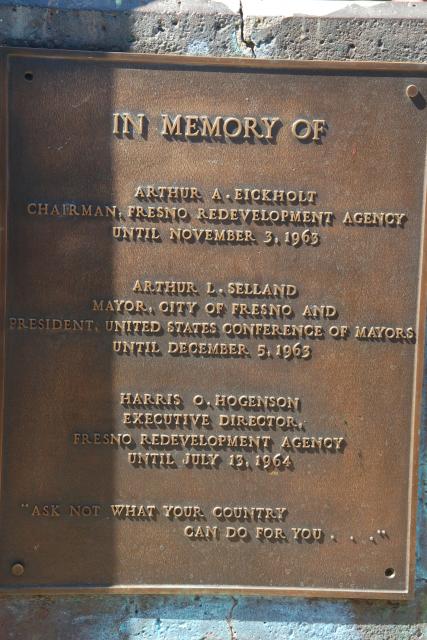 IN MEMORY OF
ARTHUR A. EICKHOLT
CHAIRMAN, FRESNO REDEVELOPMENT AGENCY
UNTIL NOVEMBER 3, 1963
ARTHUR L. SELLAND
MAYOR, CITY OF FRESNO AND
PRESIDENT, UNITED STATES CONFERENCE OF MAYORS
UNTIL DECEMBER 5, 1963
HARRIS O. HOGENSON
EXECUTIVE DIRECTOR,
FRESNO REDEVELOPMENT AGENCY
UNTIL JULY 13, 1964
"ASK NOT WHAT YOUR COUNTRY
CAN DO FOR YOU . . ."